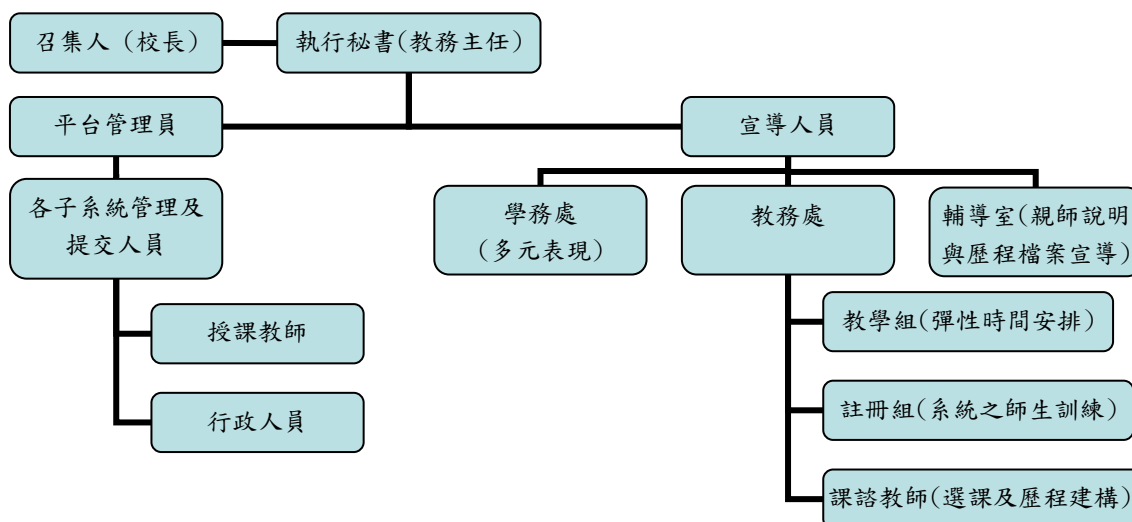 召集人（校長）
執行秘書(教務主任)
平台管理員
宣導人員
各子系統管理及
提交人員
學務處
(多元表現)
教務處
輔導室(親師說明
與歷程檔案宣導)
授課教師
行政人員
教學組(彈性時間安排)
註冊組(系統之師生訓練)
課諮教師(選課及歷程建構)